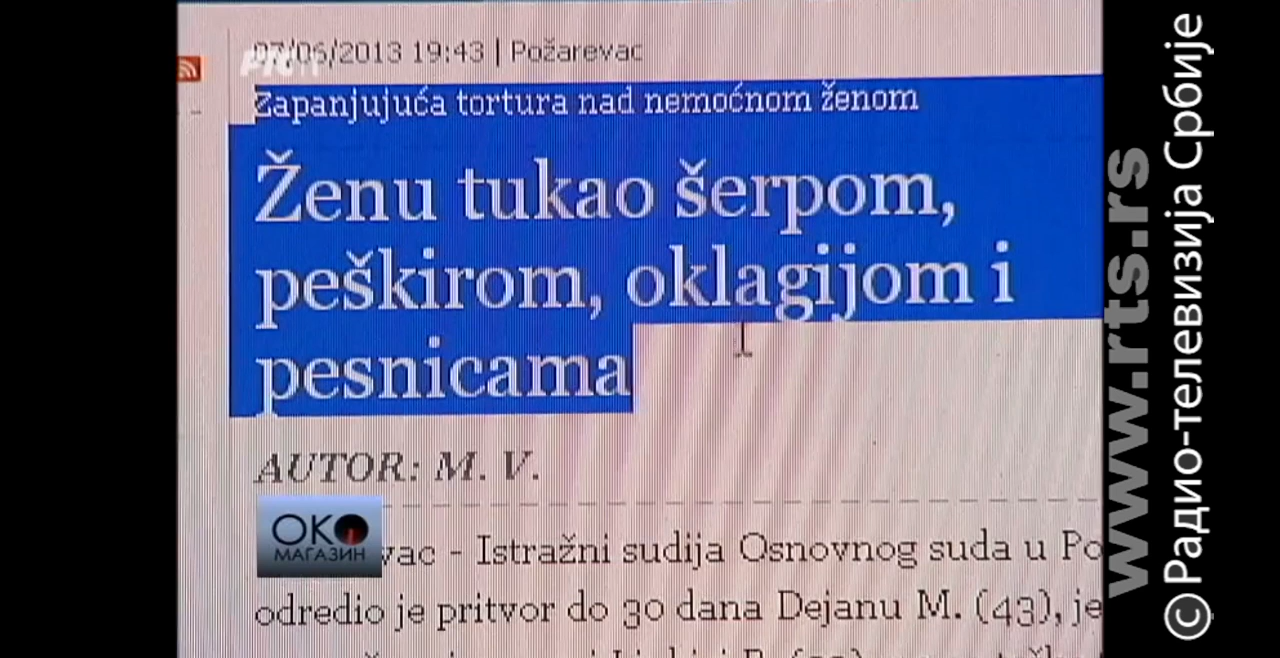 07/06/2013 19:43 | Požarevac
Zapanjujuća tortura nad nemoćnom ženom
Ženu tukao šerpom,
peškirom, oklagijom i
pesnicama
AUTOR: M. V.
ОКО
МАГАЗИН
vac - Istražni sudija Osnovnog suda u Po
odredio je pritvor do 30 dana Dejanu M. (43), je
www.rts.rs
© Радио-телевизија Србије